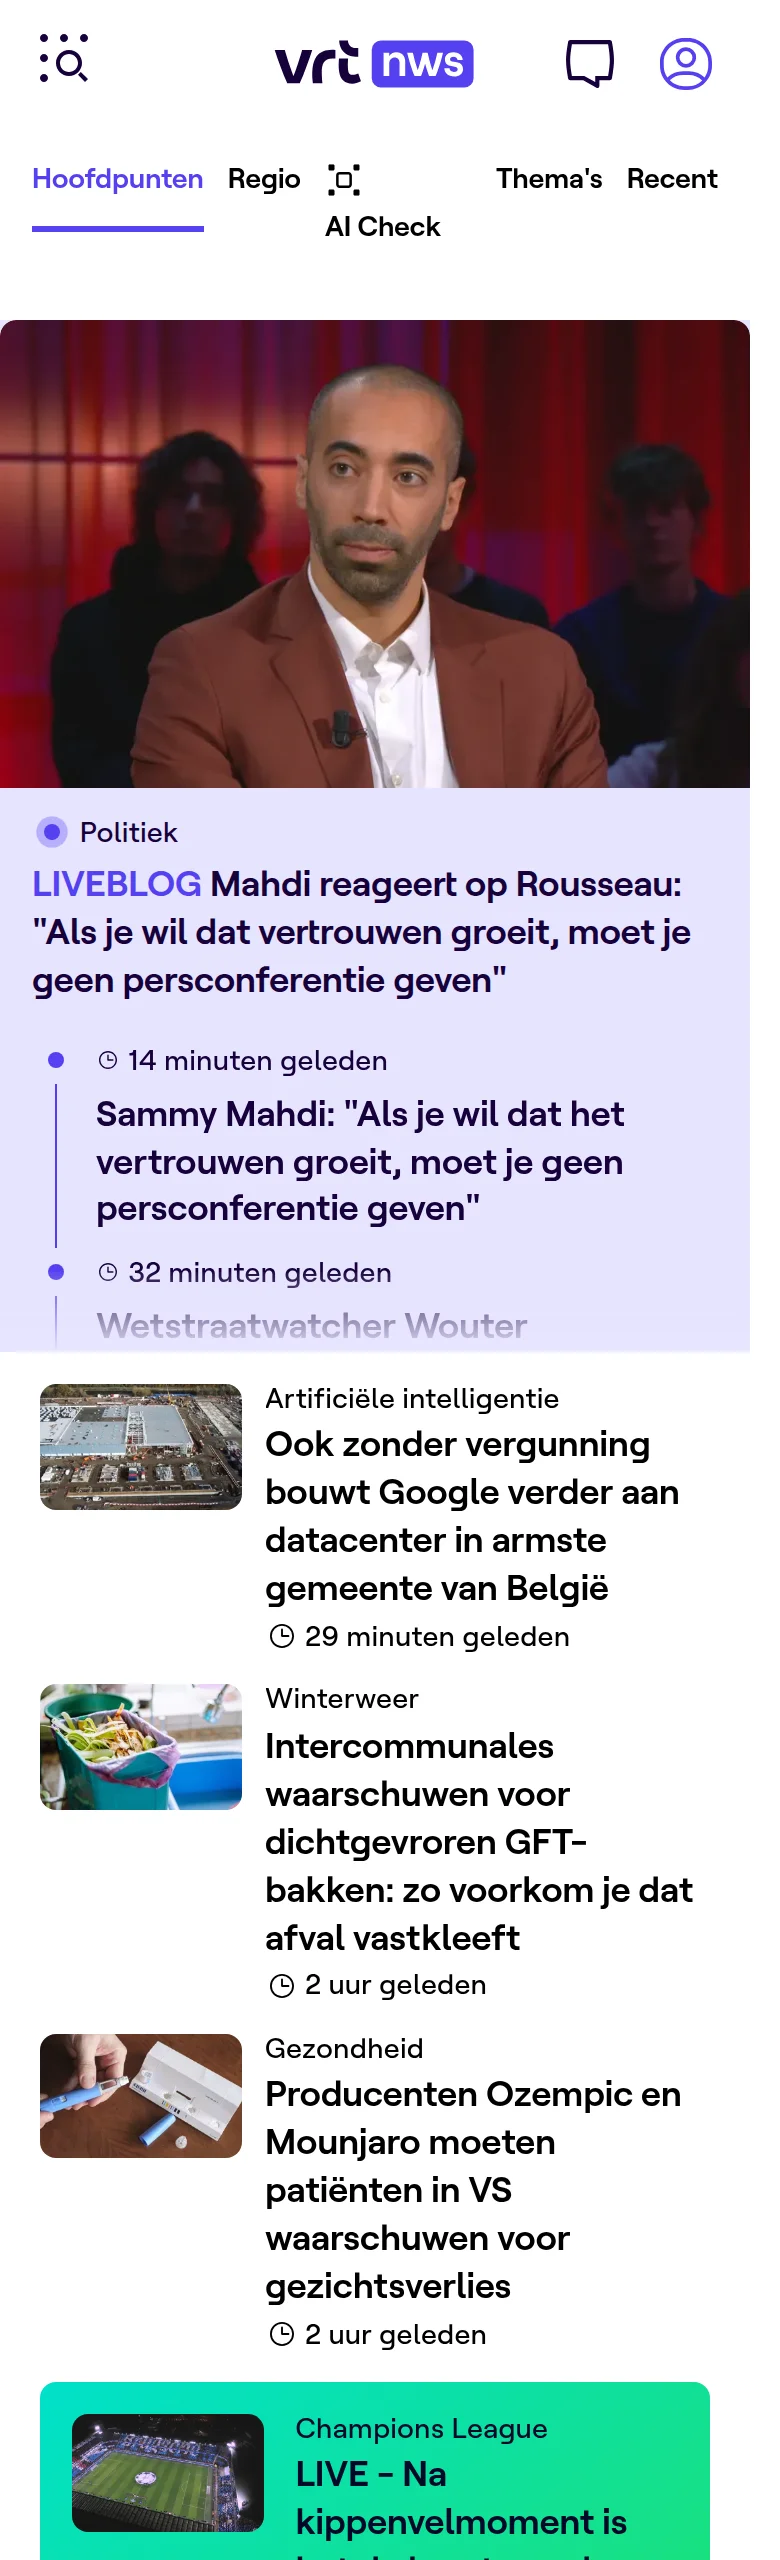 vrt nws
Hoofdpunten Regio AI Check Thema's Recent
Politiek
LIVEBLOG Mahdi reageert op Rousseau:
"Als je wil dat vertrouwen groeit, moet je
geen persconferentie geven"
14 minuten geleden
Sammy Mahdi: "Als je wil dat het
vertrouwen groeit, moet je geen
persconferentie geven"
32 minuten geleden
Wetstraatwatcher Wouter
Artificiële intelligentie
Ook zonder vergunning
bouwt Google verder aan
datacenter in armste
gemeente van België
29 minuten geleden
Winterweer
Intercommunales
waarschuwen voor
dichtgevroren GFT-
bakken: zo voorkom je dat
afval vastkleeft
2 uur geleden
Gezondheid
Producenten Ozempic en
Mounjaro moeten
patiënten in VS
waarschuwen voor
gezichtsverlies
2 uur geleden
Champions League
LIVE - Na
kippenvelmoment is